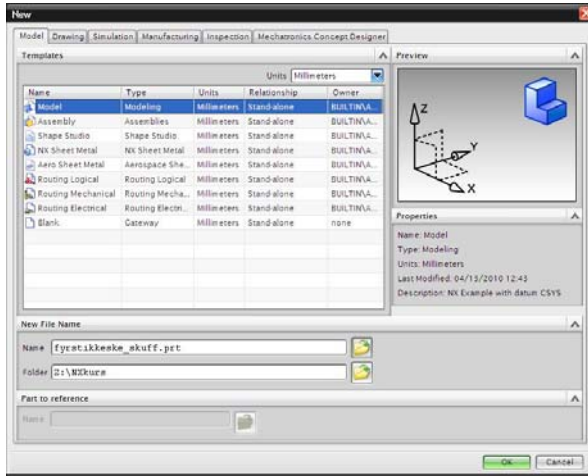 New
Model Drawing Simulation Manufacturing Inspection Mechatronics Concept Designer
Templates
Units Millimeters
Name Type Units Relationship Owner
Model Modeling Millimeters Stand-alone BUILTIN\A...
Assembly Assemblies Millimeters Stand-alone BUILTIN\A...
Shape Studio Shape Studio Millimeters Stand-alone BUILTIN\A...
NX Sheet Metal NX Sheet Metal Millimeters Stand-alone BUILTIN\A...
Aero Sheet Metal Aerospace She... Millimeters Stand-alone BUILTIN\A...
Routing Logical Routing Logical Millimeters Stand-alone BUILTIN\A...
Routing Mechanical Routing Mecha... Millimeters Stand-alone BUILTIN\A...
Routing Electrical Routing Electri... Millimeters Stand-alone BUILTIN\A...
Blank Gateway Millimeters Stand-alone none
Preview
Z
Y
X
Properties
Name: Model
Type: Modeling
Units: Millimeters
Last Modified: 04/15/2010 12:43
Description: NX Example with datum CSYS
New File Name
Name fyrstikkeske_skuff.prt
Folder Z:\NXkurs
Part to reference
Name
OK Cancel